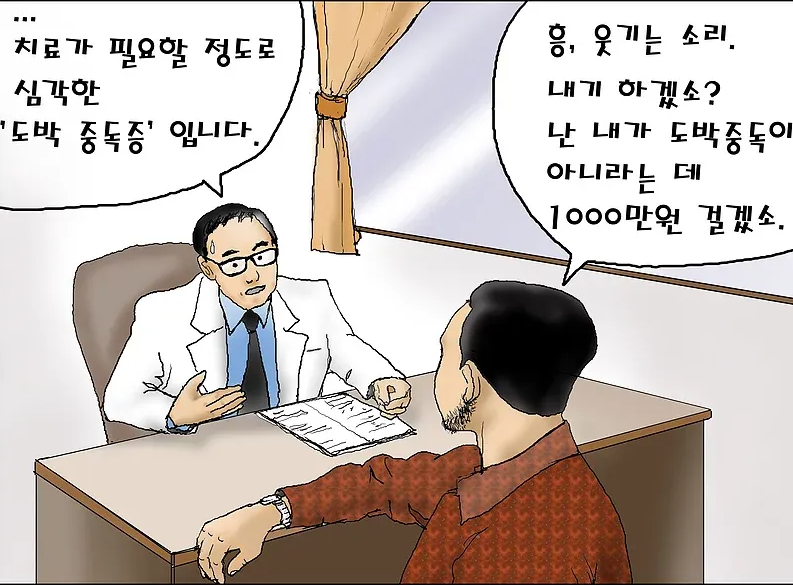 ...
치료가 필요할 정도로
심각한
'도박 중독증' 입니다.
흥, 웃기는 소리.
내기 하겠소?
난 내가 도박중독이
아니라는 데
1000만원 걸겠소.